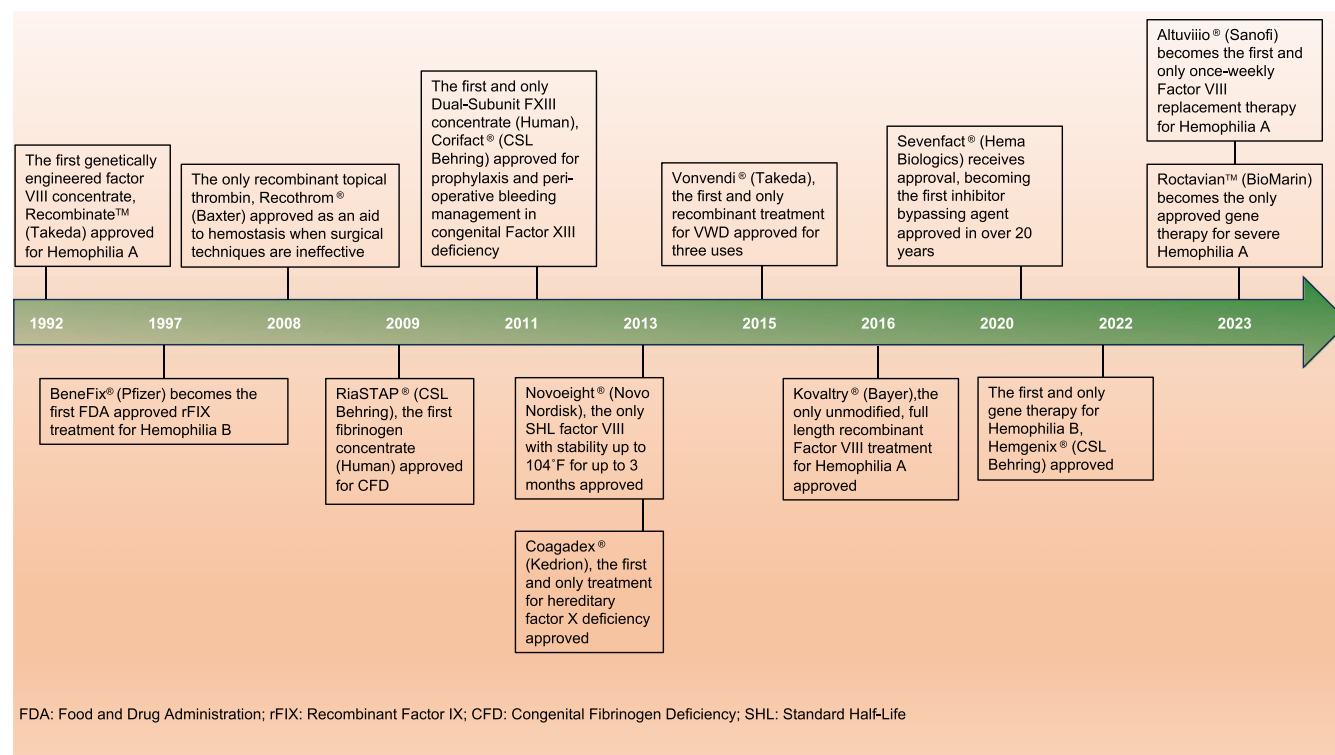 The first genetically
engineered factor
VIII concentrate,
Recombinate™
(Takeda) approved
for Hemophilia A
The only recombinant topical
thrombin, Recothrom®
(Baxter) approved as an aid
to hemostasis when surgical
techniques are ineffective
The first and only
Dual-Subunit FXIII
concentrate (Human),
Corifact® (CSL
Behring) approved for
prophylaxis and peri-
operative bleeding
management in
congenital Factor XIII
deficiency
Vonvendi® (Takeda),
the first and only
recombinant treatment
for VWD approved for
three uses
Sevenfact® (Hema
Biologics) receives
approval, becoming
the first inhibitor
bypassing agent
approved in over 20
years
Altuviiio® (Sanofi)
becomes the first and
only once-weekly
Factor VIII
replacement therapy
for Hemophilia A
Roctavian™ (BioMarin)
becomes the only
approved gene
therapy for severe
Hemophilia A
1992 1997 2008 2009 2011 2013 2015 2016 2020 2022 2023
BeneFix® (Pfizer) becomes the
first FDA approved rFIX
treatment for Hemophilia B
RiaSTAP® (CSL
Behring), the first
fibrinogen
concentrate
(Human) approved
for CFD
Novoeight® (Novo
Nordisk), the only
SHL factor VIII
with stability up to
104˚F for up to 3
months approved
Coagadex®
(Kedrion), the first
and only treatment
for hereditary
factor X deficiency
approved
Kovaltry® (Bayer),the
only unmodified, full
length recombinant
Factor VIII treatment
for Hemophilia A
approved
The first and only
gene therapy for
Hemophilia B,
Hemgenix® (CSL
Behring) approved
FDA: Food and Drug Administration; rFIX: Recombinant Factor IX; CFD: Congenital Fibrinogen Deficiency; SHL: Standard Half-Life